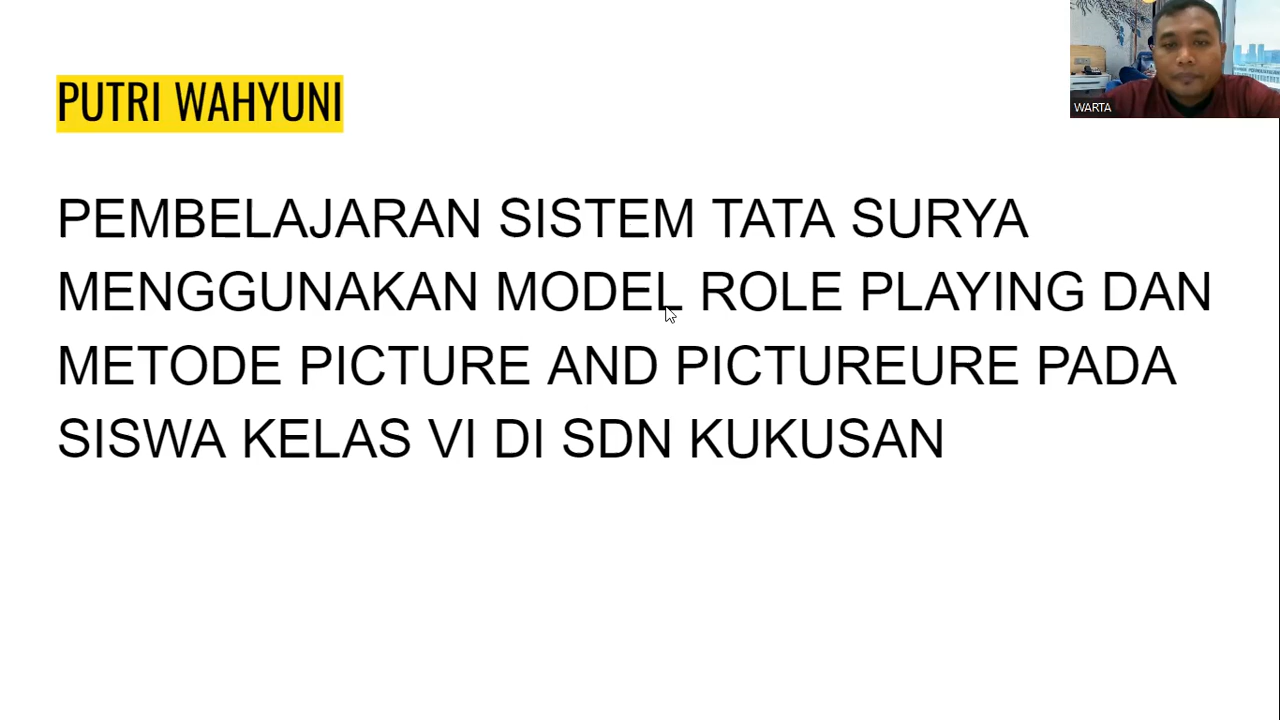 WARTA
PUTRI WAHYUNI
PEMBELAJARAN SISTEM TATA SURYA
MENGGUNAKAN MODEL ROLE PLAYING DAN
METODE PICTURE AND PICTUREURE PADA
SISWA KELAS VI DI SDN KUKUSAN